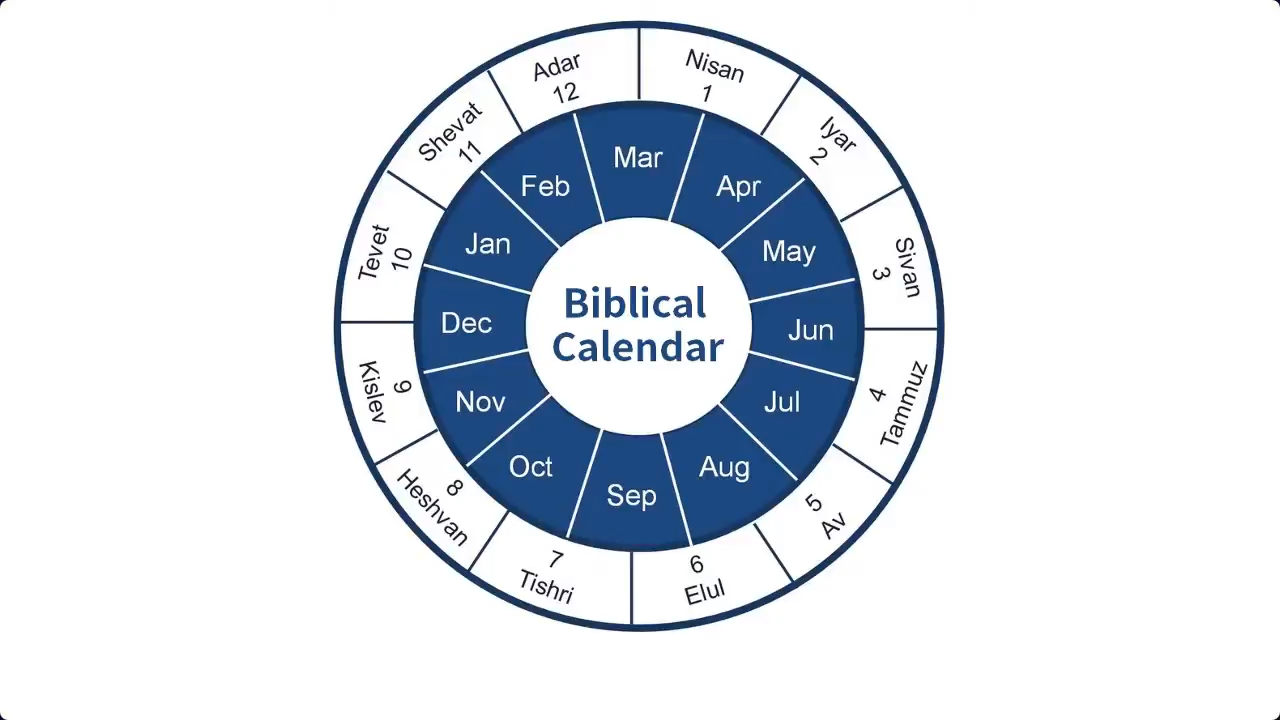 Nisan
1
Iyar
2
Sivan
3
Tammuz
4
Av
5
Elul
6
Tishri
7
Heshvan
8
Kislev
9
Tevet
10
Shevat
11
Adar
12
Mar
Apr
May
Jun
Jul
Aug
Sep
Oct
Nov
Dec
Jan
Feb
Biblical
Calendar